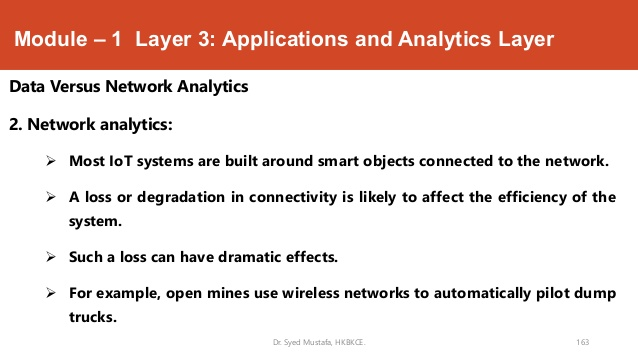 Module – 1 Layer 3: Applications and Analytics Layer
Data Versus Network Analytics
2. Network analytics:
➢ Most IoT systems are built around smart objects connected to the network.
➢ A loss or degradation in connectivity is likely to affect the efficiency of the
system.
➢ Such a loss can have dramatic effects.
➢ For example, open mines use wireless networks to automatically pilot dump
trucks.
Dr. Syed Mustafa, HKBKCE. 163